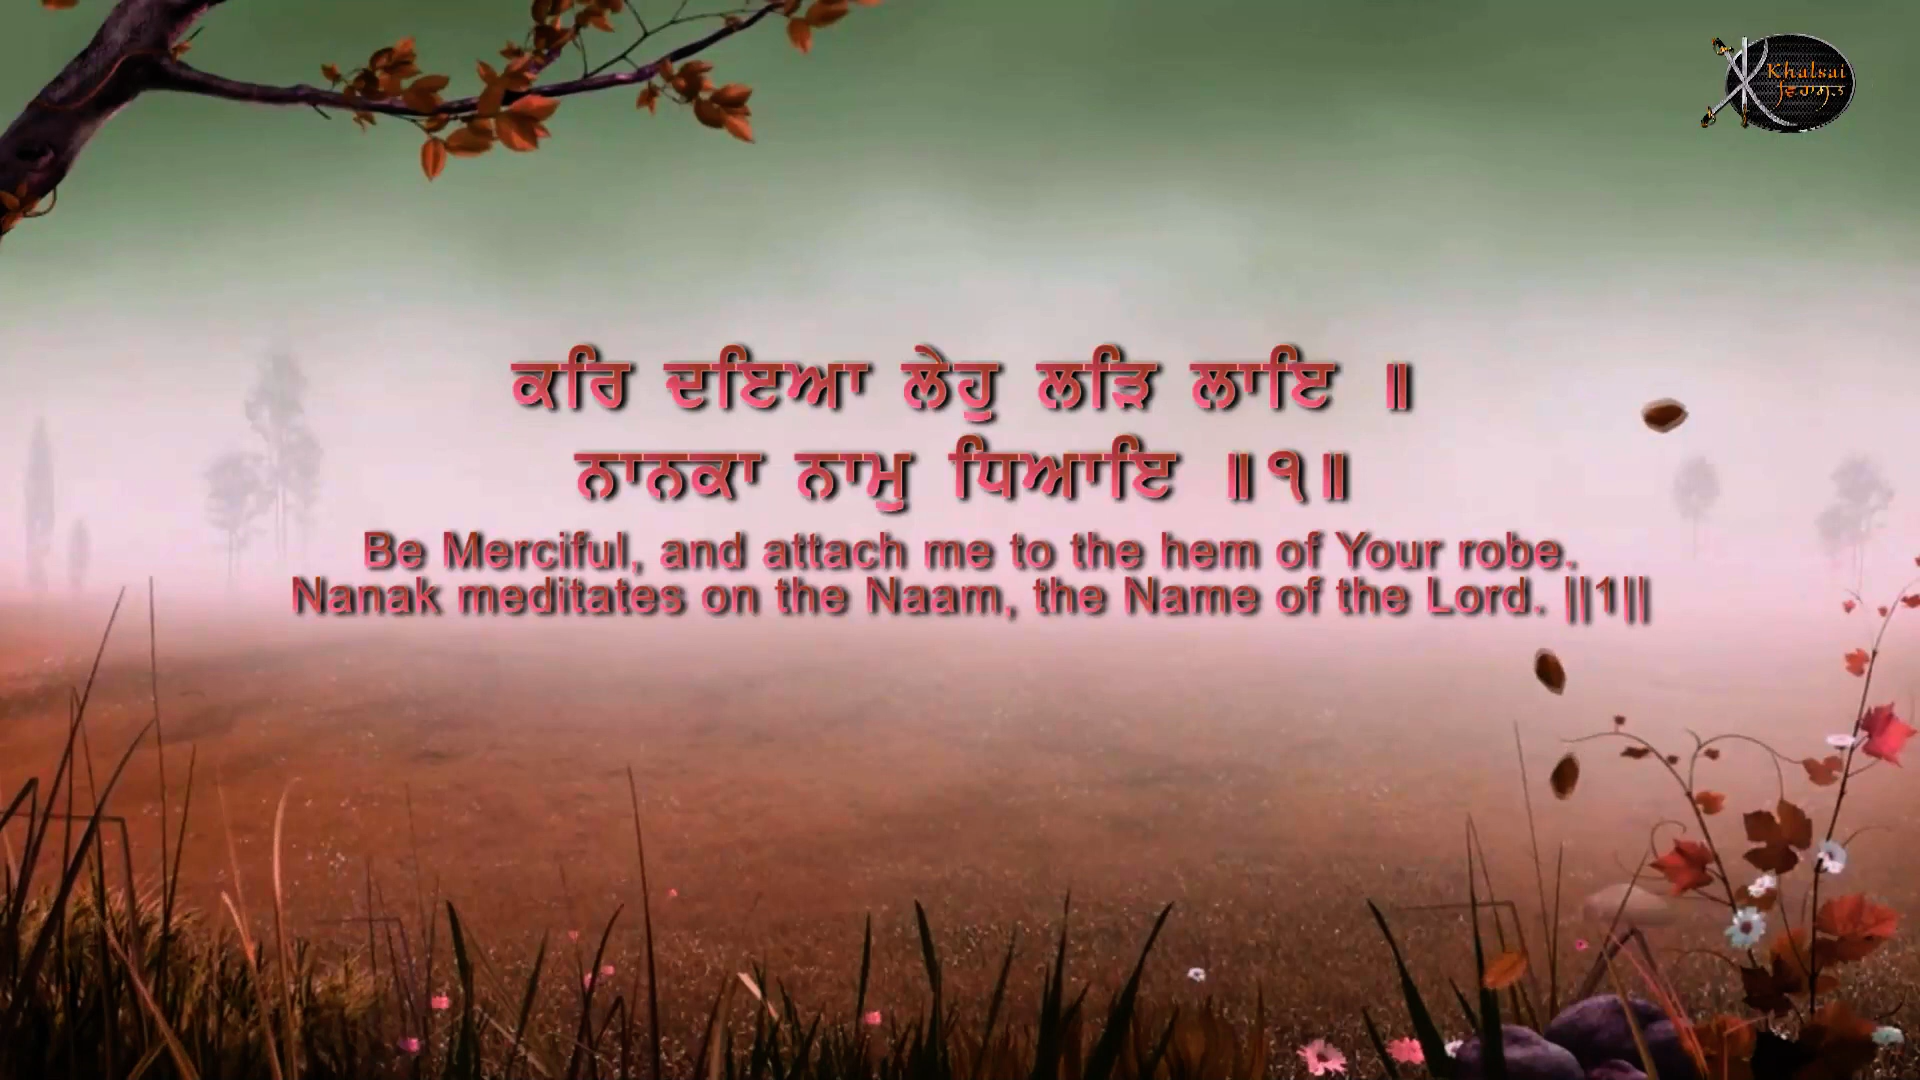 Khalsai
ਵਿਰਾਸਤ
ਕਰਿ ਦਇਆ ਲੇਹੁ ਲੜਿ ਲਾਇ ॥
ਨਾਨਕਾ ਨਾਮੁ ਧਿਆਇ ॥੧॥
Be Merciful, and attach me to the hem of Your robe.
Nanak meditates on the Naam, the Name of the Lord. ||1||